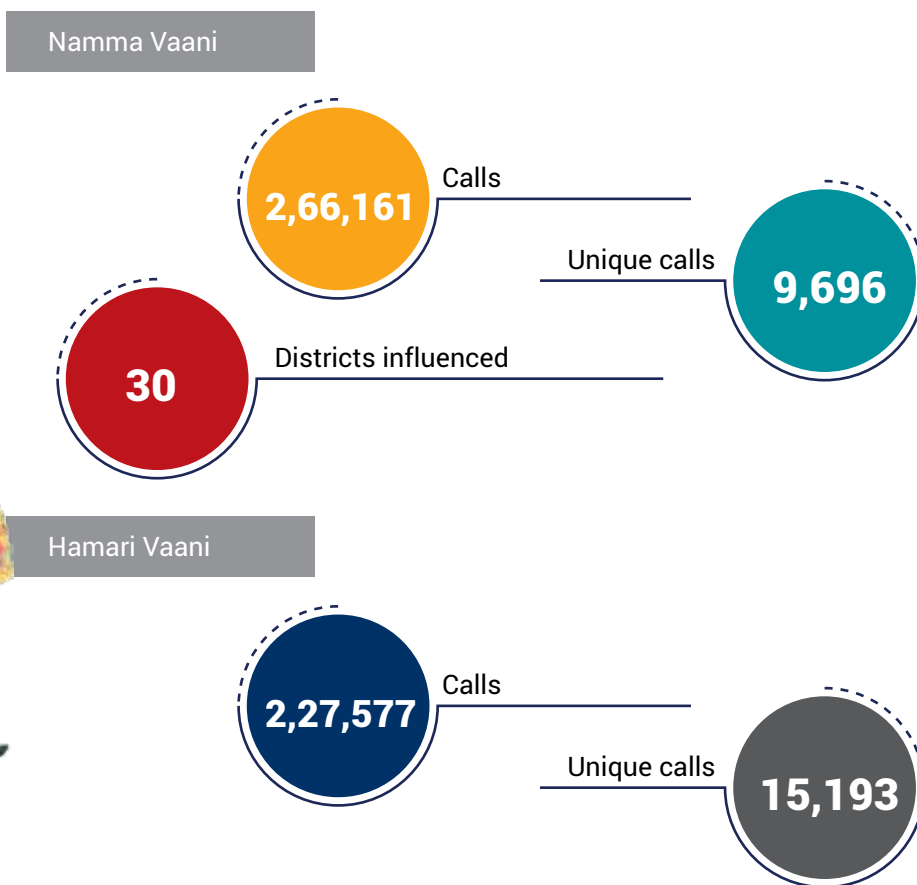 Namma Vaani
2,66,161
Calls
Unique calls
9,696
30
Districts influenced
Hamari Vaani
2,27,577
Calls
Unique calls
15,193